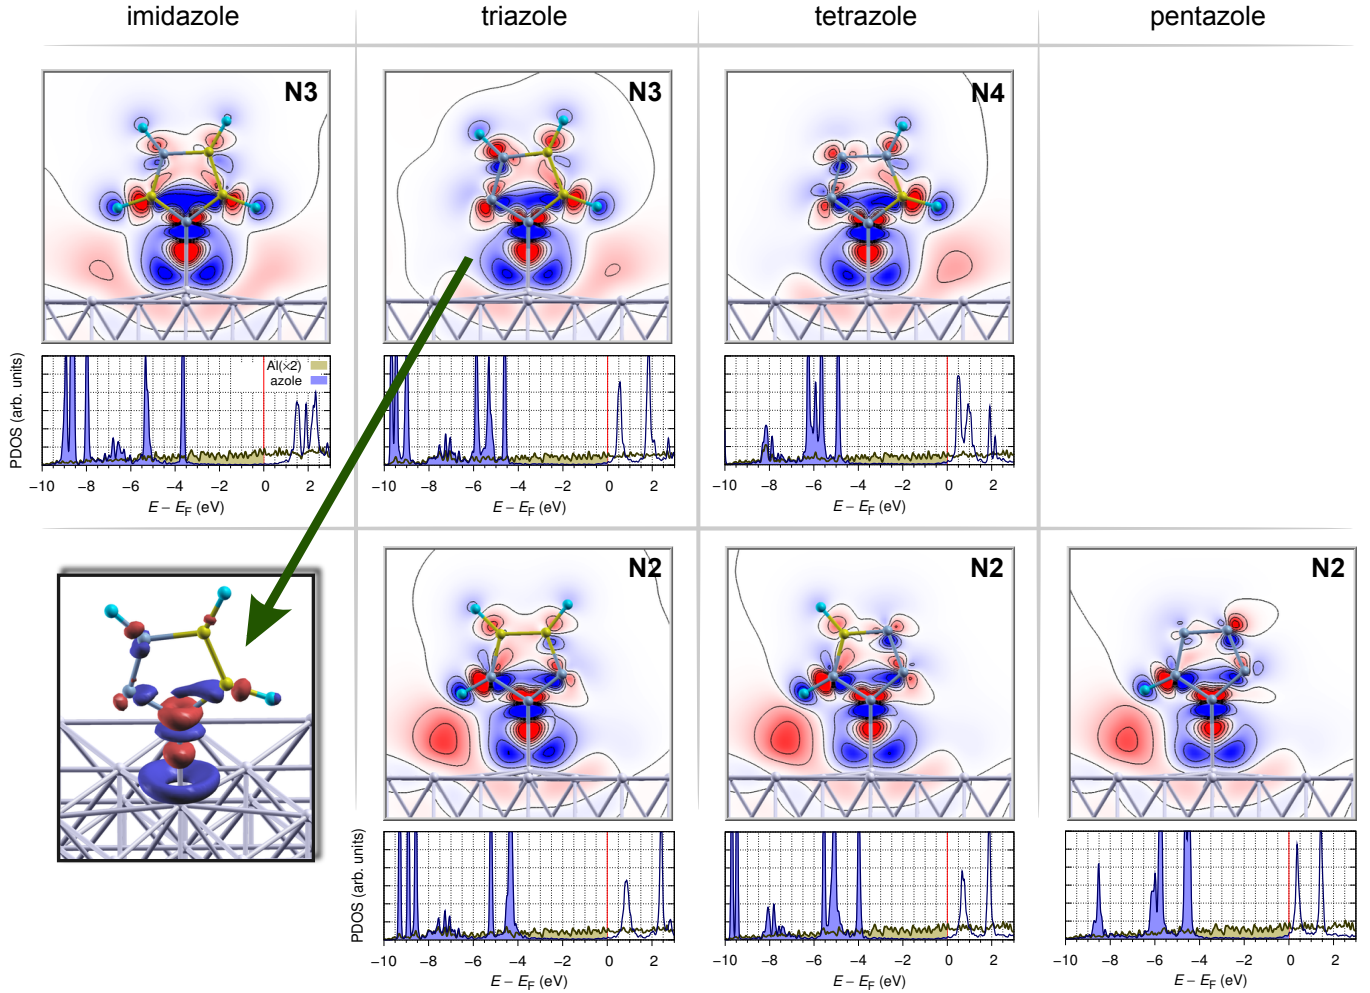 imidazole triazole tetrazole pentazole
N3 N3 N4
PDOS (arb. units)
Al(×2)
azole
−10 −8 −6 −4 −2 0 2
E − EF (eV)
−10 −8 −6 −4 −2 0 2
E − EF (eV)
−10 −8 −6 −4 −2 0 2
E − EF (eV)
N2 N2 N2
PDOS (arb. units)
−10 −8 −6 −4 −2 0 2
E − EF (eV)
−10 −8 −6 −4 −2 0 2
E − EF (eV)
−10 −8 −6 −4 −2 0 2
E − EF (eV)